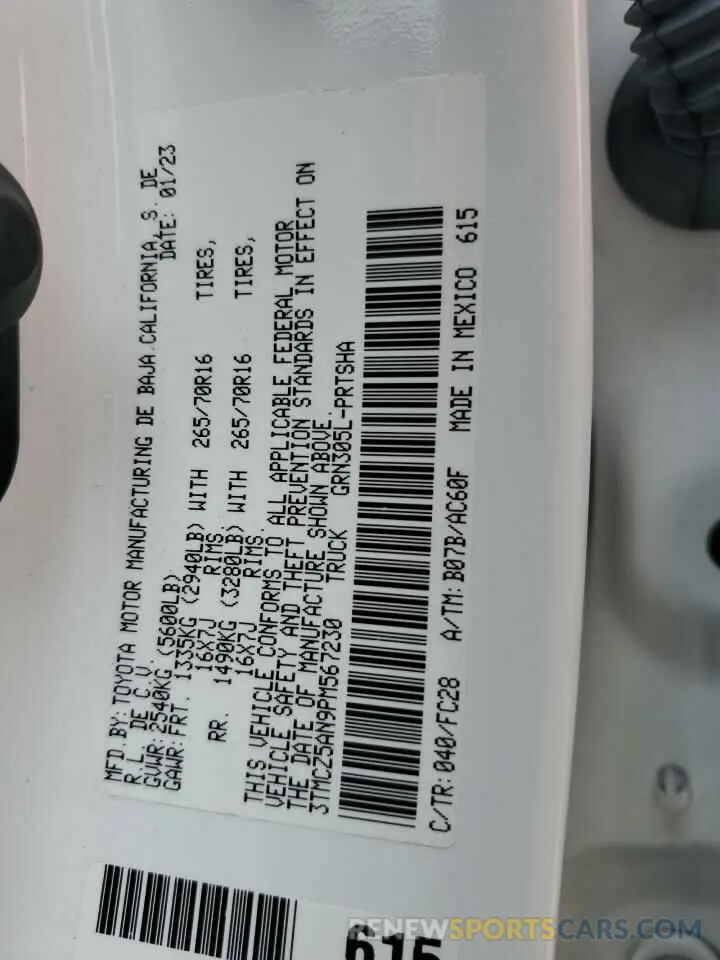 MFD.BY:TOYOTA MOTOR MANUFACTURING DE BAJA CALIFORNIA, S. DE
R.L. DE C.V. DATE: 01/23
GVWR:2540KG (5600LB)
GAWR:FRT. 1335KG (2940LB) WITH 265/70R16 TIRES,
16X7J RIMS.
RR. 1490KG (3280LB) WITH 265/70R16 TIRES,
16X7J RIMS.
THIS VEHICLE CONFORMS TO ALL APPLICABLE FEDERAL MOTOR
VEHICLE SAFETY AND THEFT PREVENTION STANDARDS IN EFFECT ON
THE DATE OF MANUFACTURE SHOWN ABOVE.
3TMCZ5AN9PM567230 TRUCK GRN305L-PRTSHA
C/TR:040/FC28 A/TM:B07B/AC60F MADE IN MEXICO 615
615
RENEWSPORTSCARS.COM